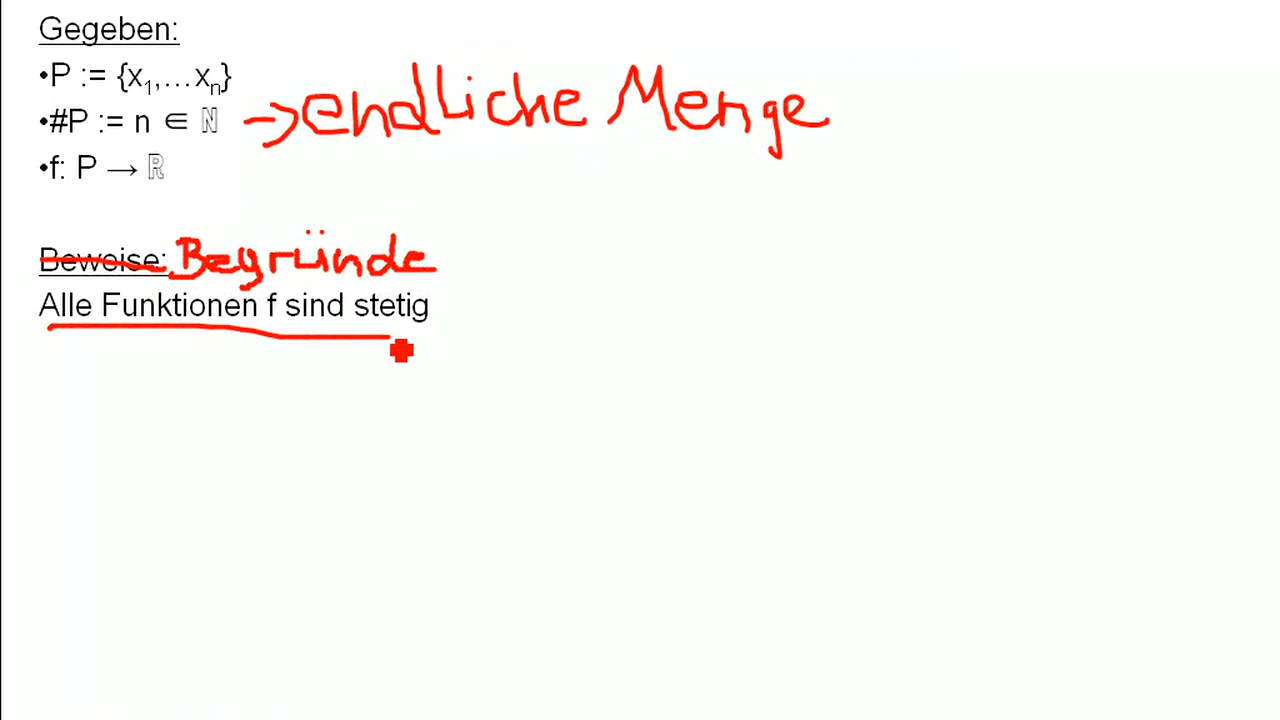 Gegeben:
•P := {x₁,…xₙ}
•#P := n ∈ ℕ → endliche Menge
•f: P → ℝ
Beweise: Begründe
Alle Funktionen f sind stetig